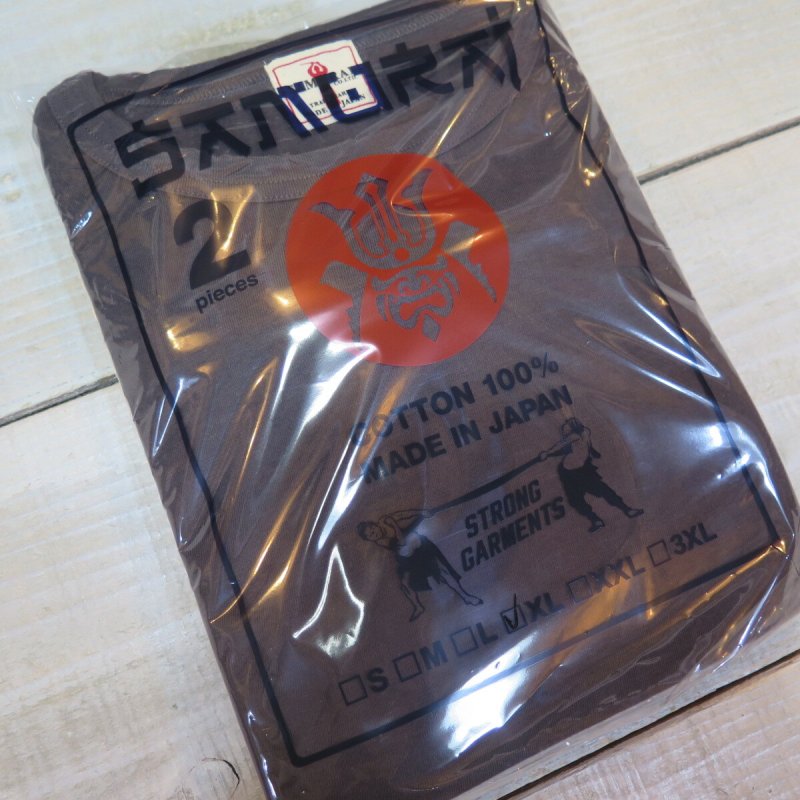 SAMURAI
2
pieces
COTTON 100%
MADE IN JAPAN
STRONG
GARMENTS
☐S ☐M ☐L ☑XL ☐XXL ☐3XL